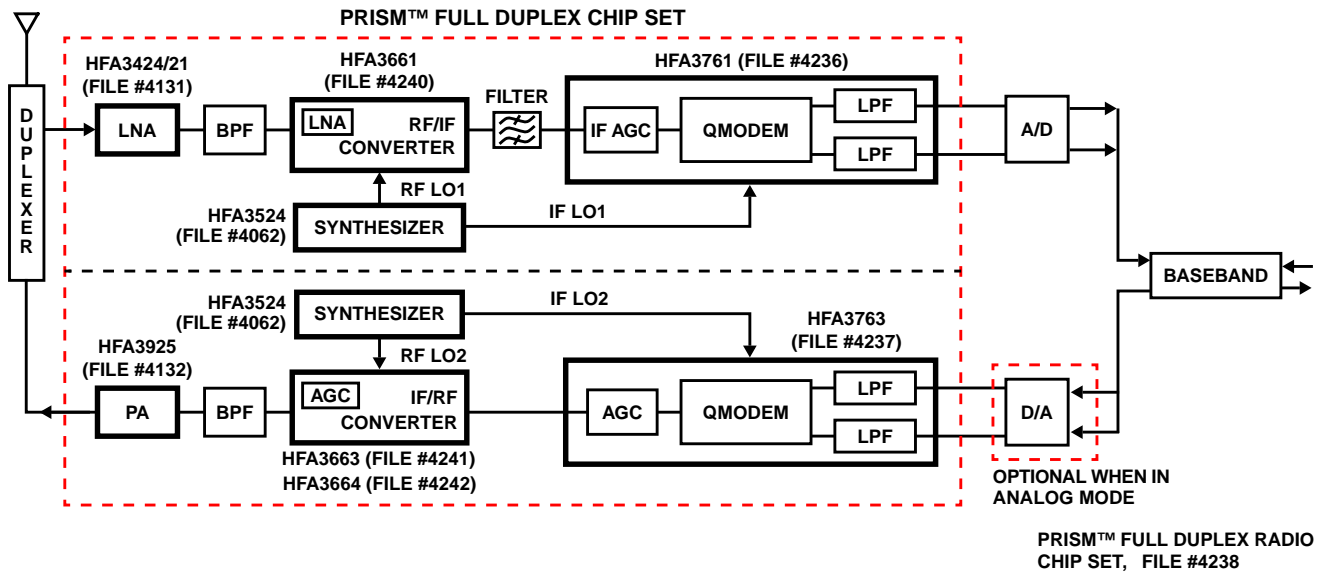 PRISM™ FULL DUPLEX CHIP SET
HFA3424/21
(FILE #4131)
HFA3661
(FILE #4240)
HFA3761 (FILE #4236)
FILTER
DUPLEXER
LNA
BPF
LNA
RF/IF
CONVERTER
IF AGC
QMODEM
LPF
LPF
A/D
RF LO1
HFA3524
(FILE #4062)
SYNTHESIZER
IF LO1
BASEBAND
HFA3524
(FILE #4062)
SYNTHESIZER
IF LO2
RF LO2
HFA3763
(FILE #4237)
HFA3925
(FILE #4132)
PA
BPF
AGC
IF/RF
CONVERTER
AGC
QMODEM
LPF
LPF
D/A
HFA3663 (FILE #4241)
HFA3664 (FILE #4242)
OPTIONAL WHEN IN
ANALOG MODE
PRISM™ FULL DUPLEX RADIO
CHIP SET, FILE #4238